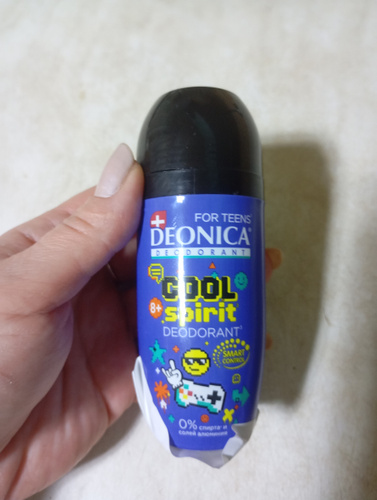 FOR TEENS
DEONICA®
DEODORANT
COOL
8+ spirit
DEODORANT
SMART
CONTROL
0% спирта и
солей алюминия